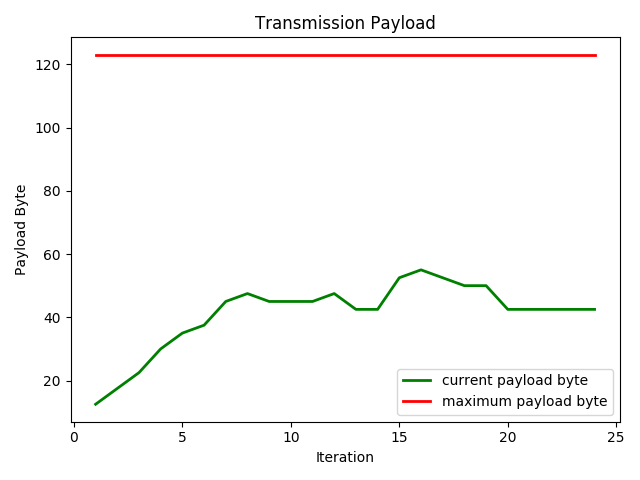 Transmission Payload
Payload Byte
120
100
80
60
40
20
current payload byte
maximum payload byte
0
5
10
15
20
25
Iteration